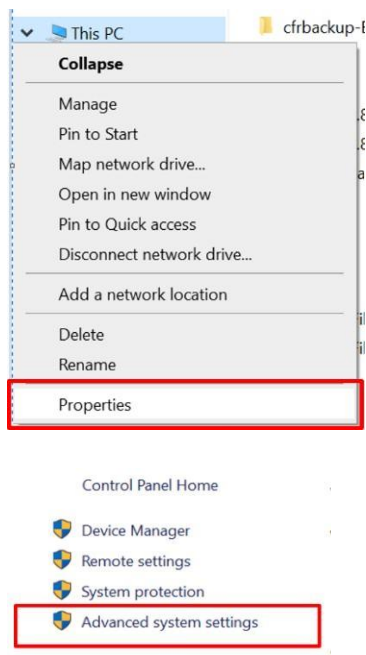 This PC
cfrbackup-
Collapse
Manage
Pin to Start
Map network drive...
Open in new window
Pin to Quick access
Disconnect network drive...
Add a network location
Delete
Rename
Properties
Control Panel Home
Device Manager
Remote settings
System protection
Advanced system settings